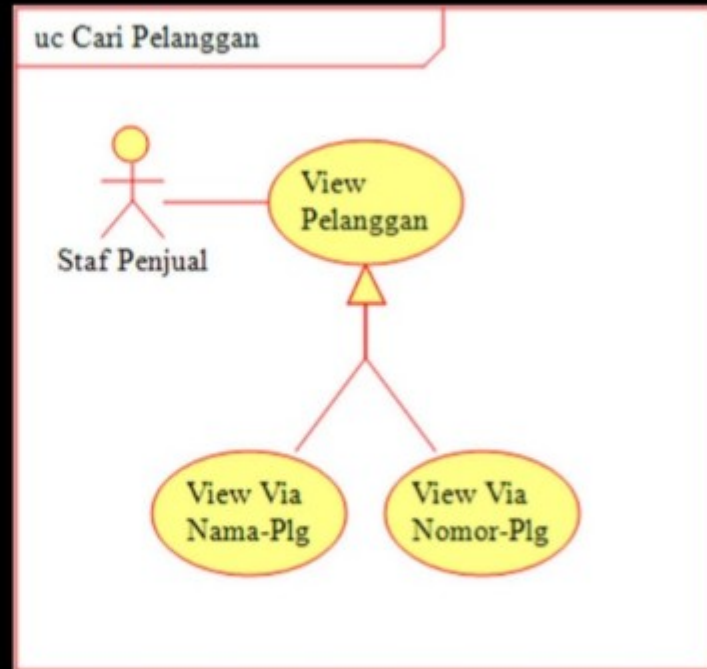 uc Cari Pelanggan
View
Pelanggan
Staf Penjual
View Via
Nama-Plg
View Via
Nomor-Plg